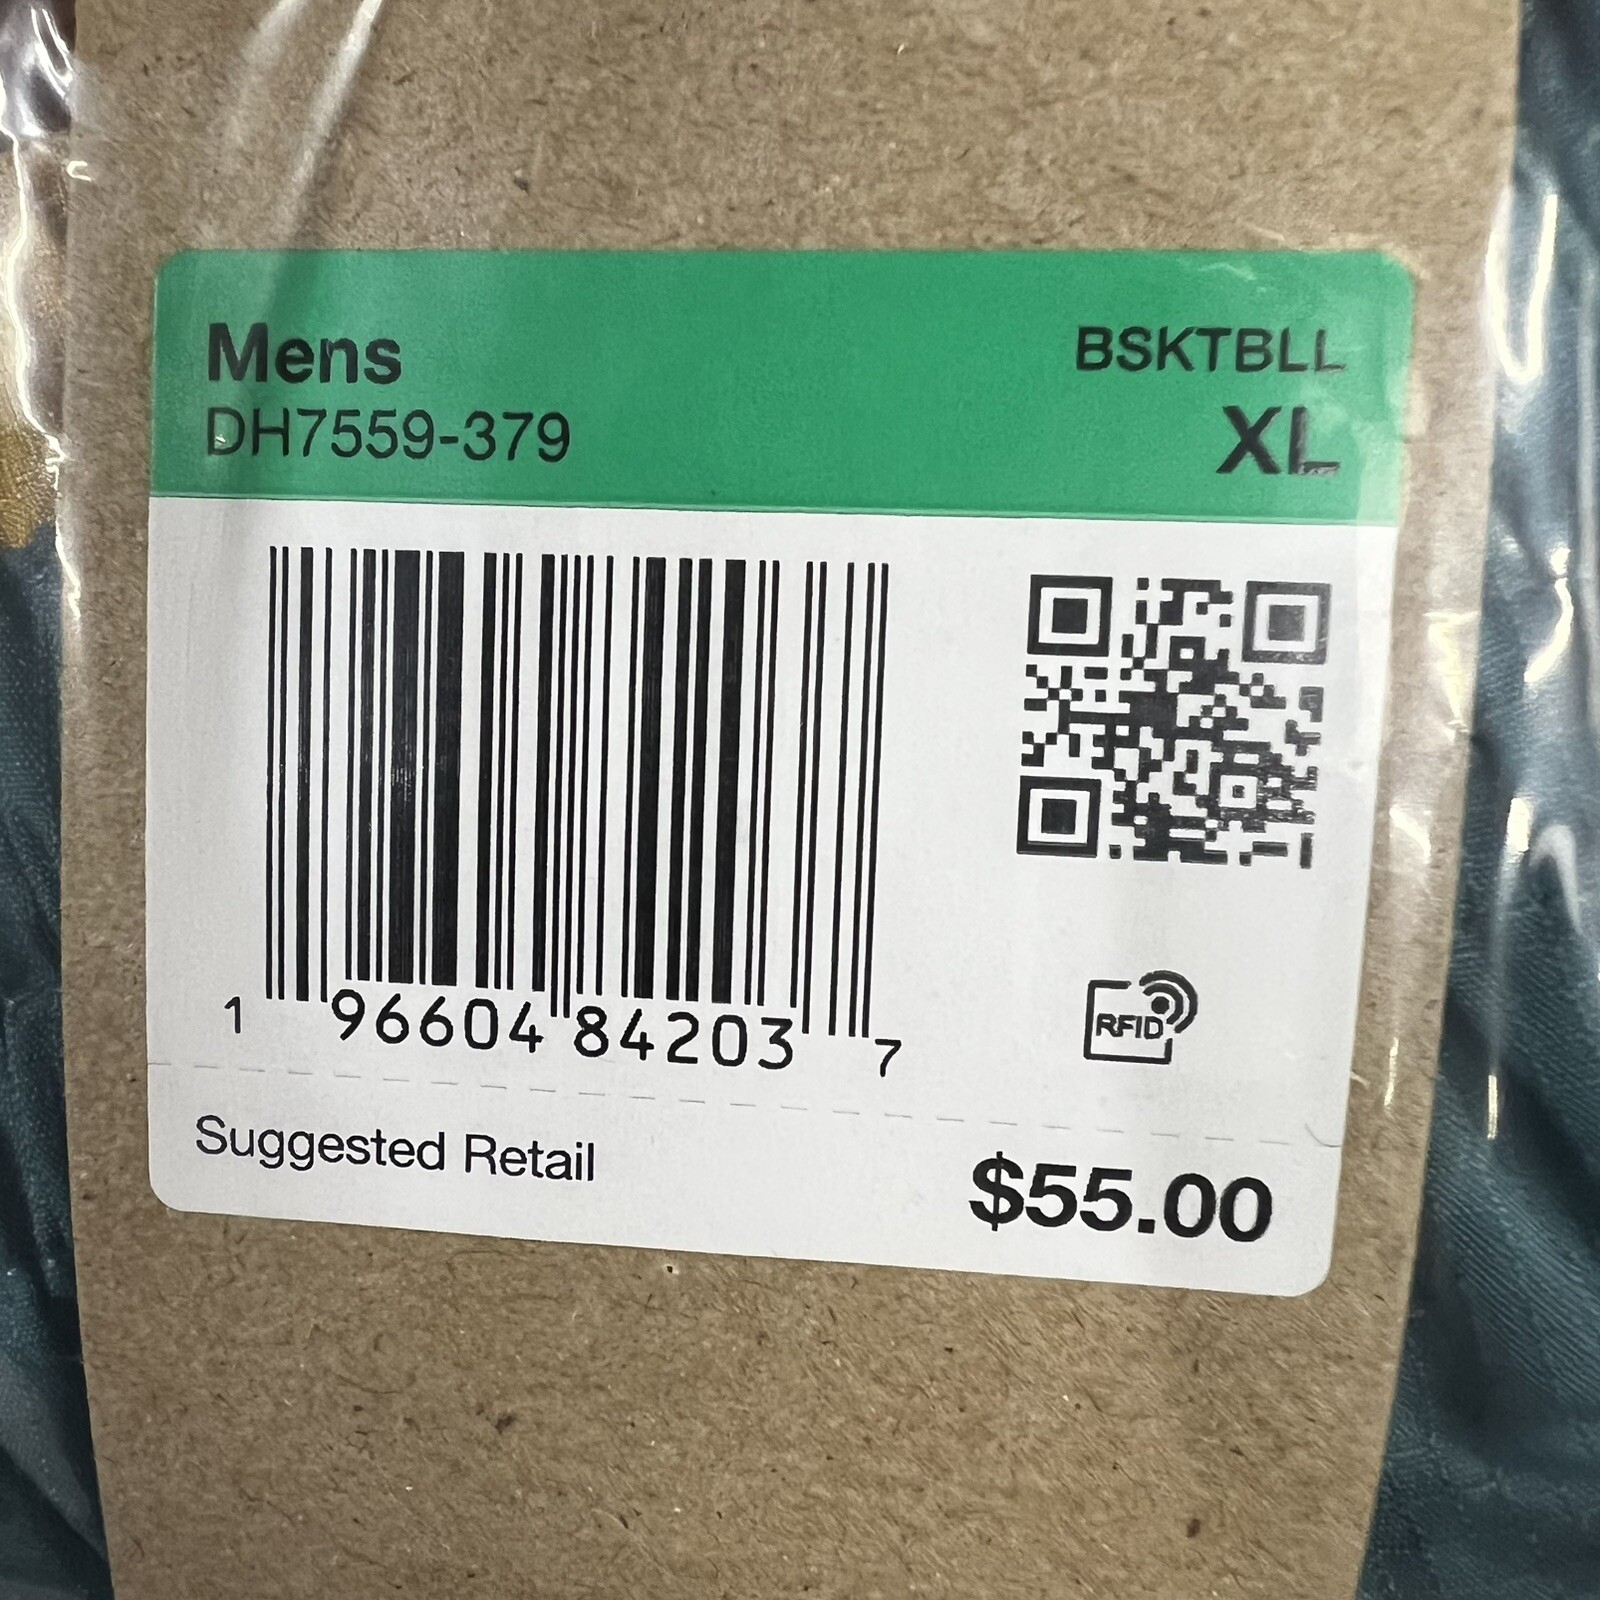 Mens
BSKTBLL
DH7559-379
XL
1 96604 84203 7
RFID
Suggested Retail
$55.00